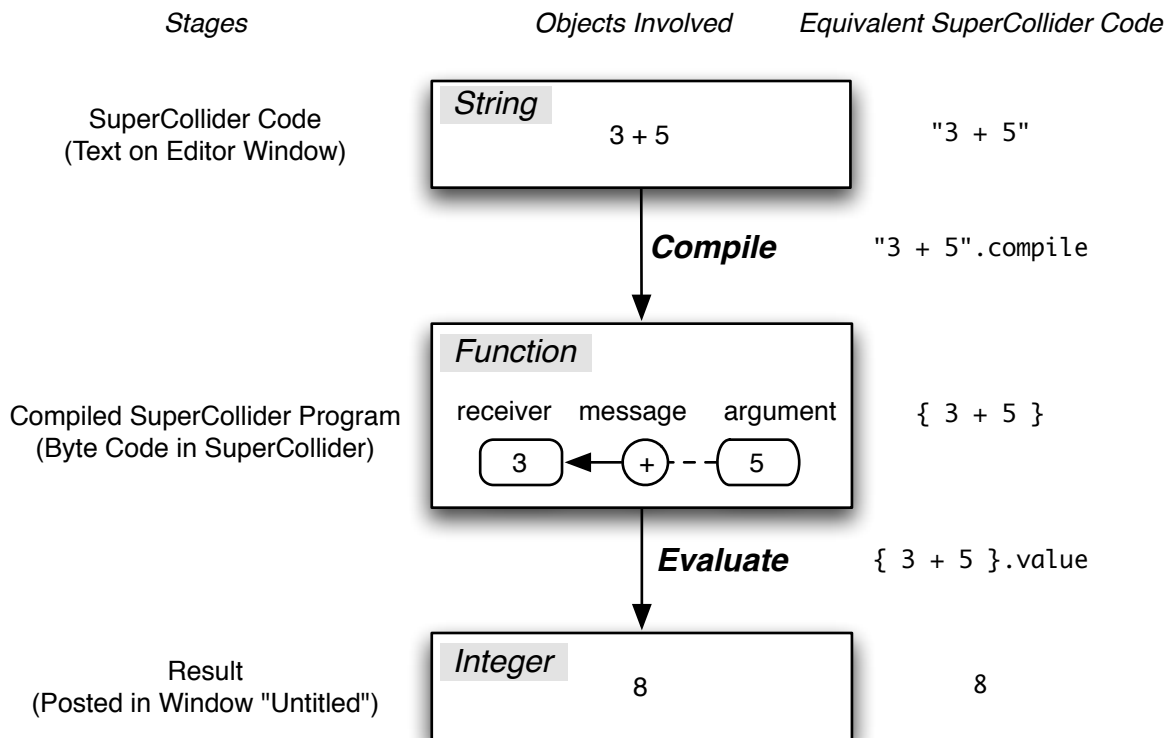 Stages Objects Involved Equivalent SuperCollider Code
String
SuperCollider Code
(Text on Editor Window)
3 + 5
"3 + 5"
Compile
"3 + 5".compile
Function
Compiled SuperCollider Program
(Byte Code in SuperCollider)
receiver message argument
3 + 5
{ 3 + 5 }
Evaluate
{ 3 + 5 }.value
Integer
Result
(Posted in Window "Untitled")
8
8